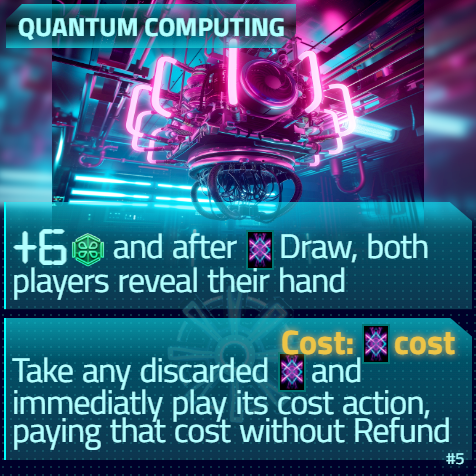 QUANTUM COMPUTING
+6 and after Draw, both
players reveal their hand
Cost: cost
Take any discarded and
immediatly play its cost action,
paying that cost without Refund
#5